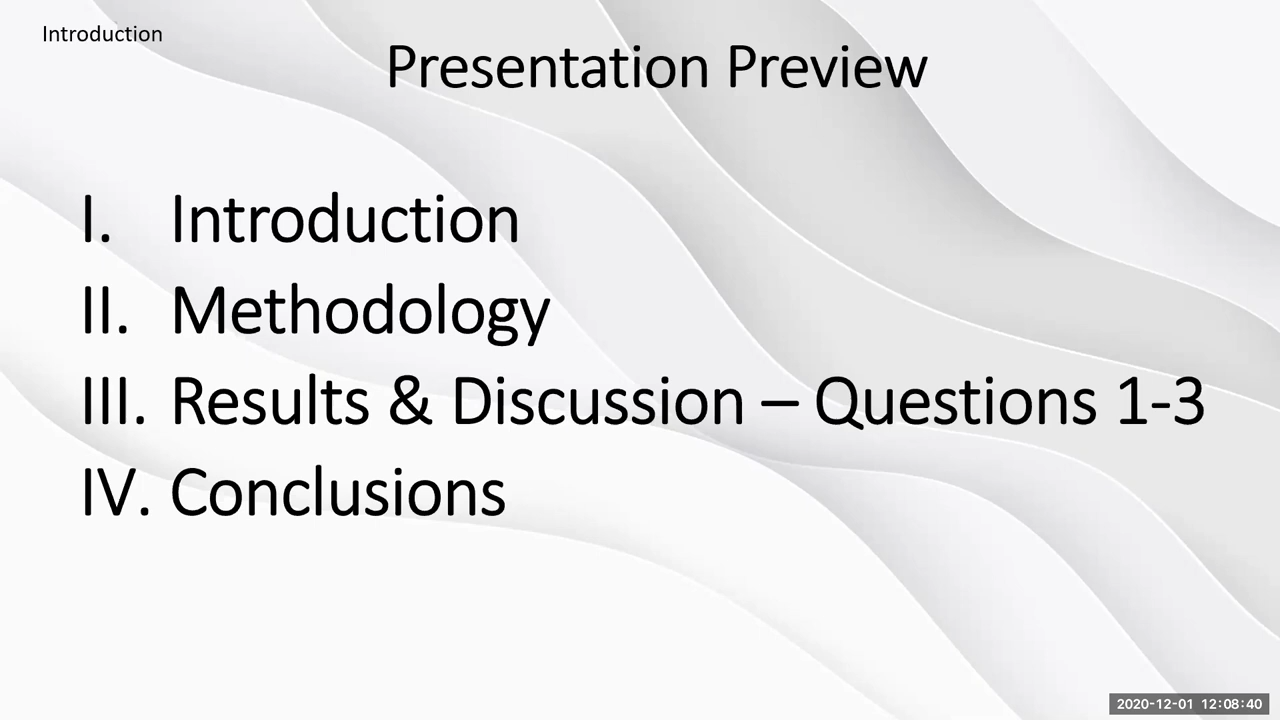 Introduction
Presentation Preview
I. Introduction
II. Methodology
III. Results & Discussion – Questions 1-3
IV. Conclusions
2020-12-01 12:08:40